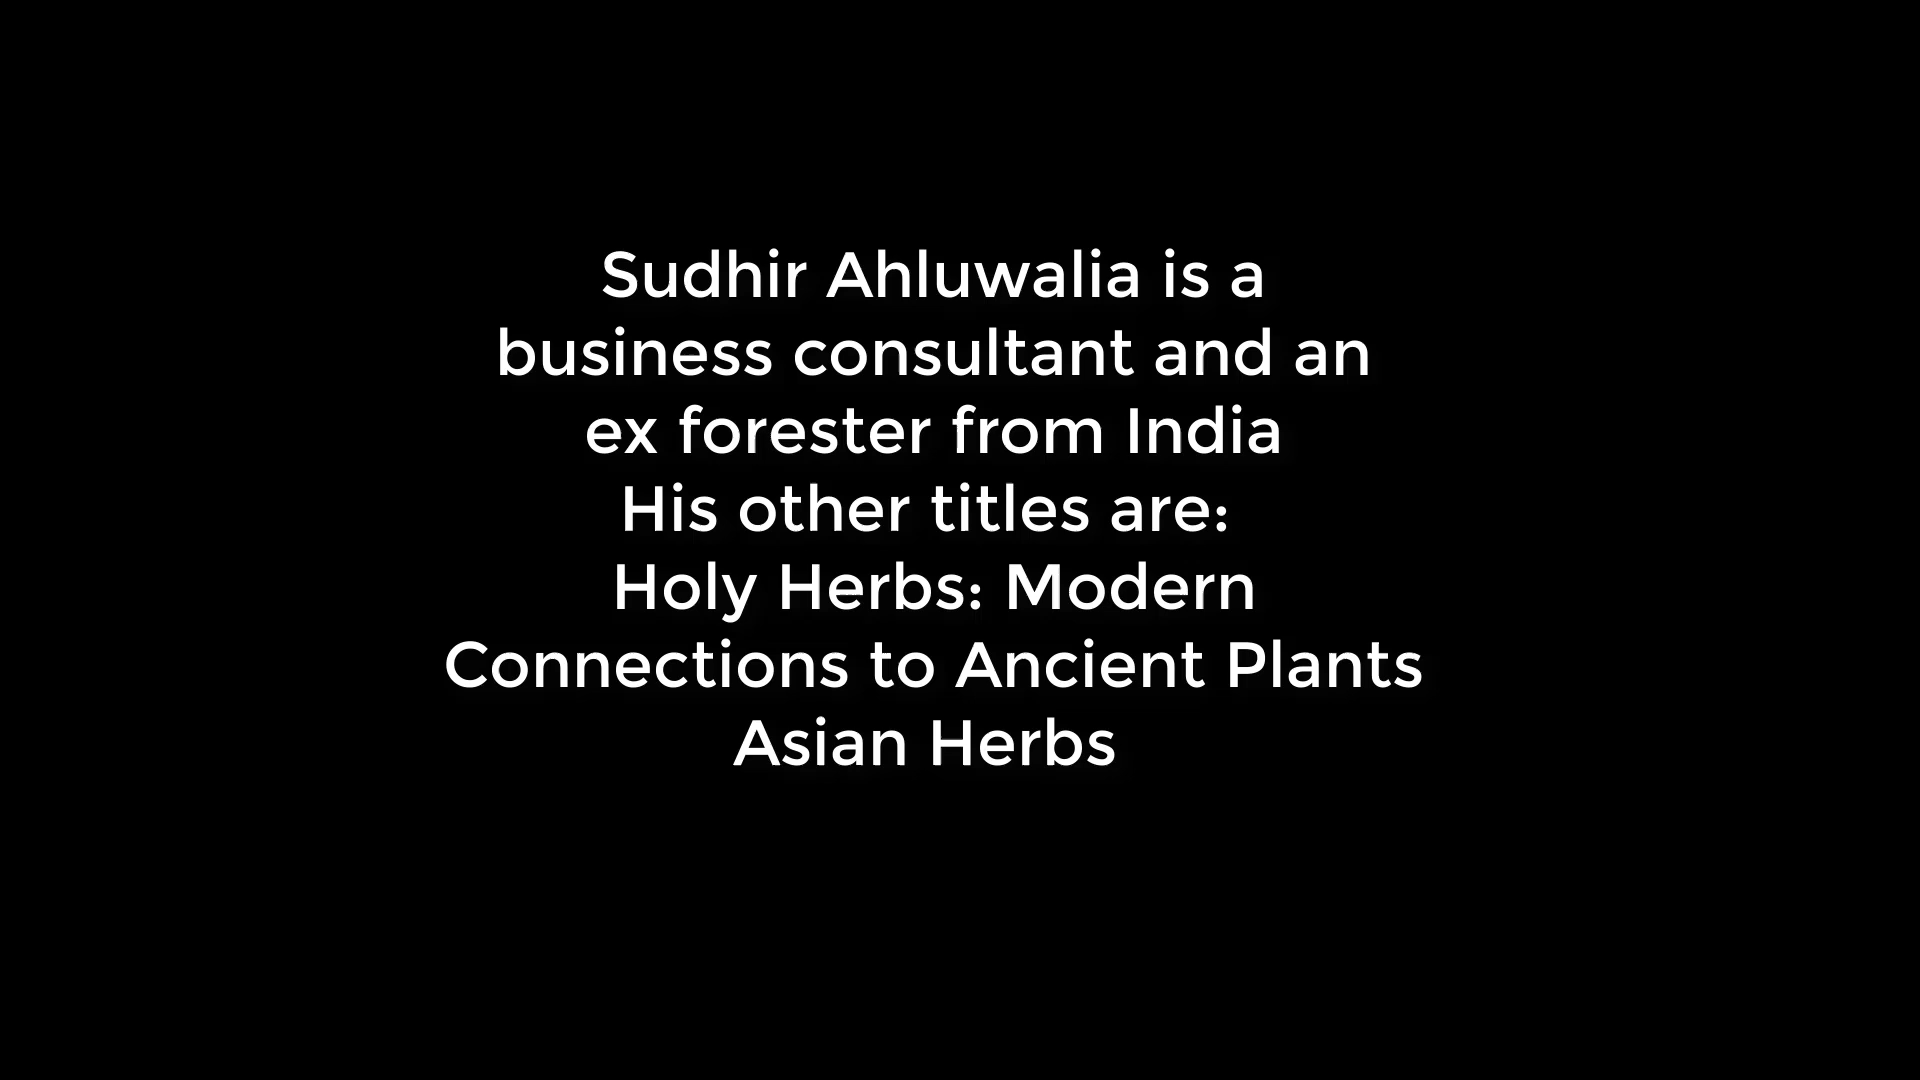 Sudhir Ahluwalia is a
business consultant and an
ex forester from India
His other titles are:
Holy Herbs: Modern
Connections to Ancient Plants
Asian Herbs